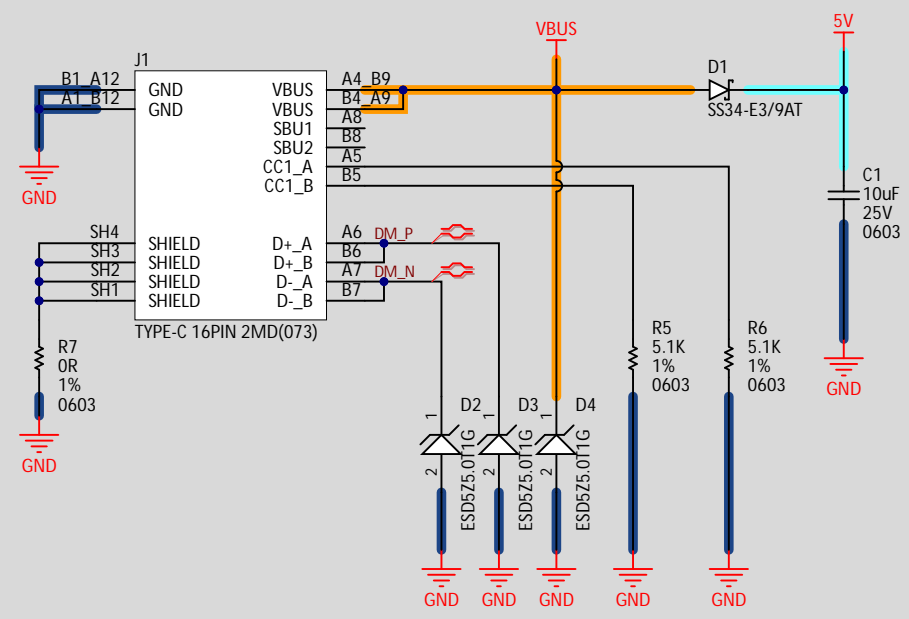 5V
VBUS
J1
D1
SS34-E3/9AT
B1_A12
A1_B12
GND
GND
VBUS
VBUS
SBU1
SBU2
CC1_A
CC1_B
A4_B9
B4_A9
A8
B8
A5
B5
GND
C1
10uF
25V
0603
SH4
SH3
SH2
SH1
SHIELD
SHIELD
SHIELD
SHIELD
D+_A
D+_B
D-_A
D-_B
A6
B6
A7
B7
DM_P
DM_N
TYPE-C 16PIN 2MD(073)
R7
0R
1%
0603
R5
5.1K
1%
0603
R6
5.1K
1%
0603
GND
D2
D3
D4
1
1
1
2
2
2
ESD5Z5.0T1G
ESD5Z5.0T1G
ESD5Z5.0T1G
GND
GND
GND
GND
GND
GND